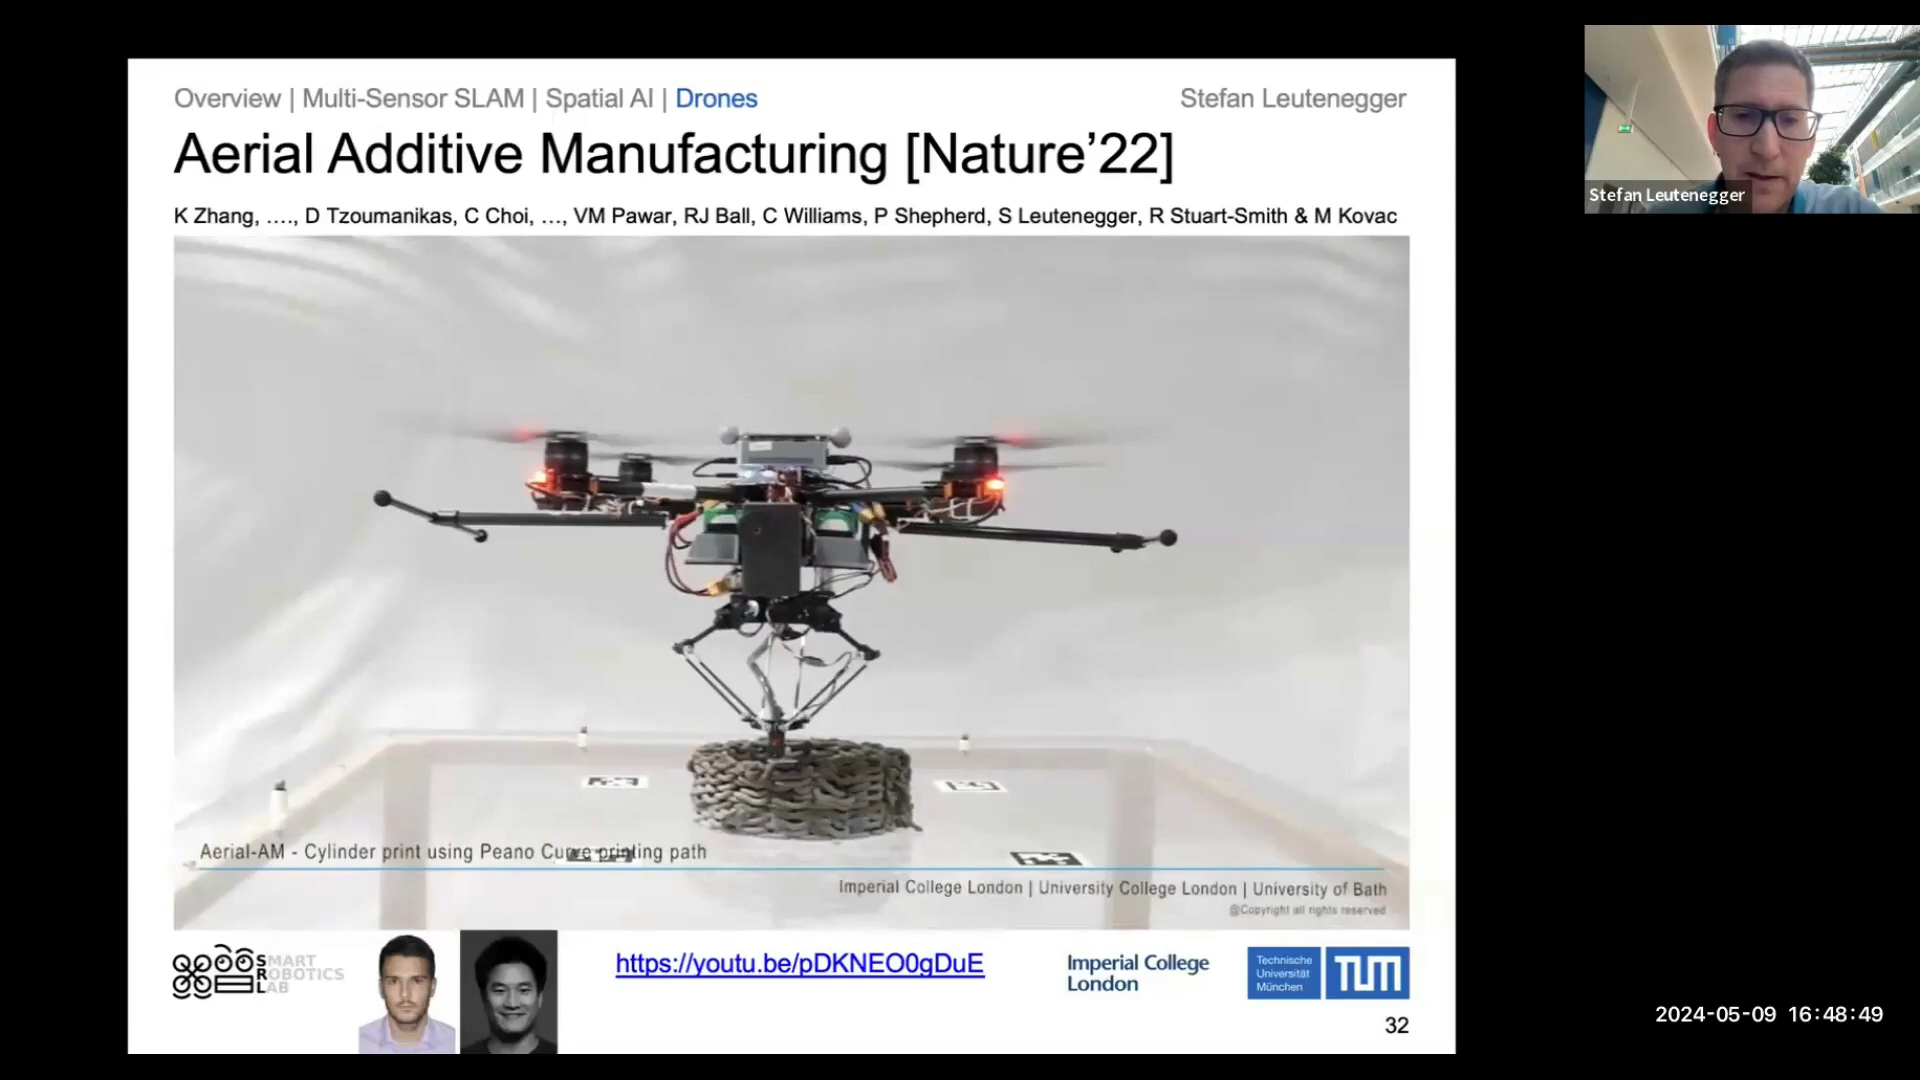 Overview | Multi-Sensor SLAM | Spatial AI | Drones
Stefan Leutenegger
Aerial Additive Manufacturing [Nature’22]
K Zhang, …., D Tzoumanikas, C Choi, …, VM Pawar, RJ Ball, C Williams, P Shepherd, S Leutenegger, R Stuart-Smith & M Kovac
Stefan Leutenegger
Aerial-AM - Cylinder print using Peano Curve printing path
Imperial College London | University College London | University of Bath
@Copyright all rights reserved
SMART
ROBOTICS
LAB
https://youtu.be/pDKNEO0gDuE
Imperial College
London
Technische
Universität
München
TUM
32
2024-05-09 16:48:49